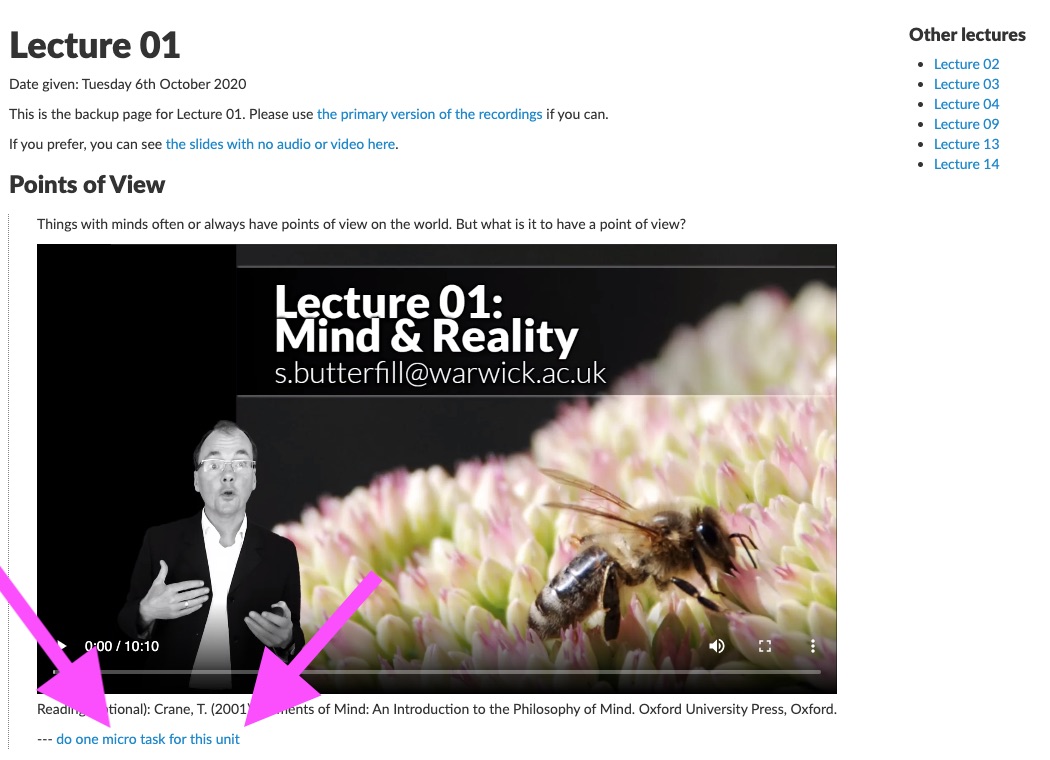 Lecture 01
Date given: Tuesday 6th October 2020
This is the backup page for Lecture 01. Please use the primary version of the recordings if you can.
If you prefer, you can see the slides with no audio or video here.
Points of View
Things with minds often or always have points of view on the world. But what is it to have a point of view?
Lecture 01:
Mind & Reality
s.butterfill@warwick.ac.uk
0:00 / 10:10
Crane, T. (2001) of Mind: An Introduction to the Philosophy of Mind. Oxford University Press, Oxford.
--- do one micro task for this unit
Other lectures
Lecture 02
Lecture 03
Lecture 04
Lecture 09
Lecture 13
Lecture 14